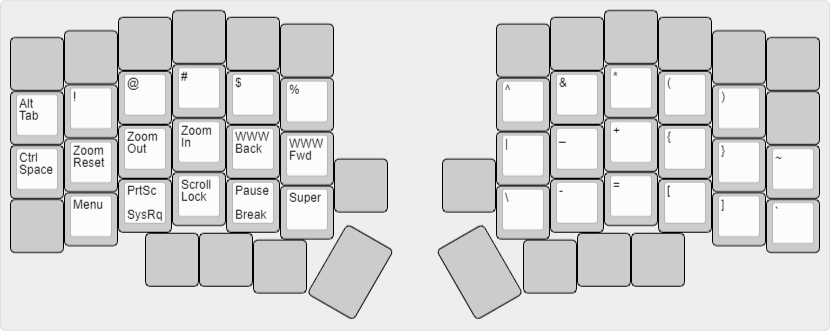 Alt
Tab
!
@
#
$
%
^
&
*
(
)
Ctrl
Space
Zoom
Reset
Zoom
Out
Zoom
In
WWW
Back
WWW
Fwd
|
_
+
{
}
~
Menu
PrtSc
SysRq
Scroll
Lock
Pause
Break
Super
\
-
=
[
]
`